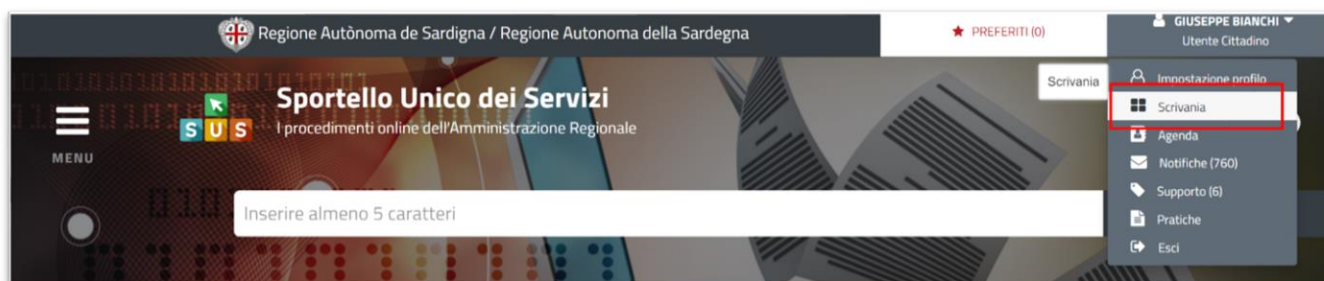 Regione Autònoma de Sardigna / Regione Autonoma della Sardegna
★ PREFERITI (0)
GIUSEPPE BIANCHI
Utente Cittadino
MENU
SUS
Sportello Unico dei Servizi
I procedimenti online dell'Amministrazione Regionale
Scrivania
Impostazione profilo
Scrivania
Agenda
Notifiche (760)
Supporto (6)
Pratiche
Esci
Inserire almeno 5 caratteri